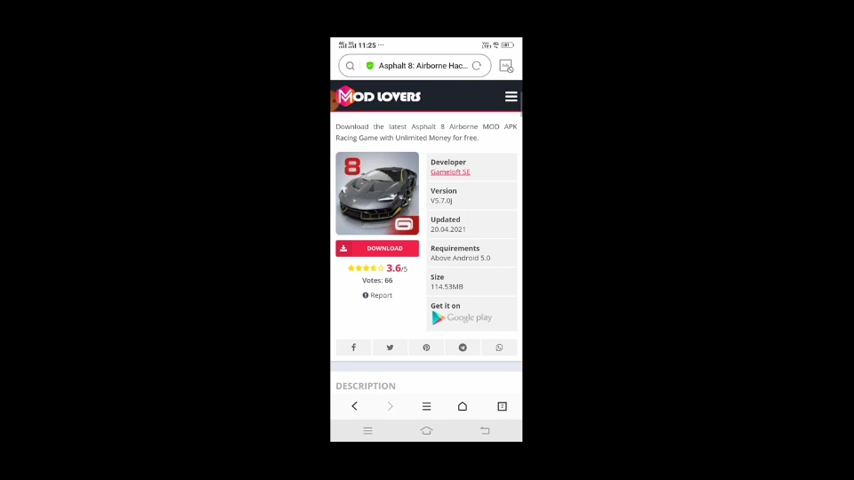 11:25 ...
Asphalt 8: Airborne Hac...
MOD LOVERS
Download the latest Asphalt 8 Airborne MOD APK
Racing Game with Unlimited Money for free.
8
Developer
Gameloft SE
Version
V5.7.0j
Updated
20.04.2021
DOWNLOAD
Requirements
Above Android 5.0
3.6/5
Votes: 66
Size
114.53MB
Report
Get it on
Google play
DESCRIPTION
2